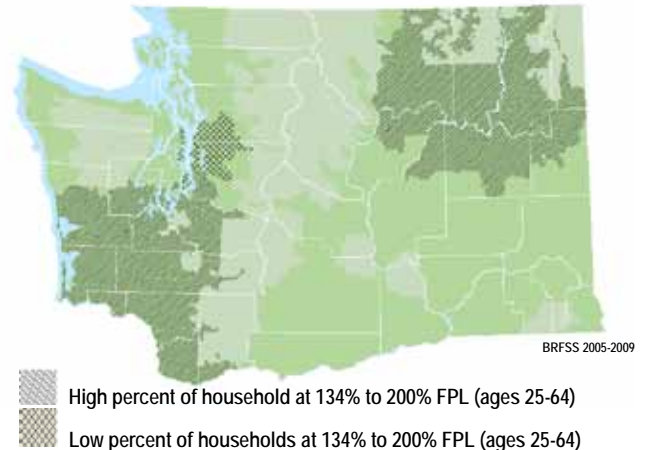 BRFSS 2005-2009
High percent of household at 134% to 200% FPL (ages 25-64)
Low percent of households at 134% to 200% FPL (ages 25-64)